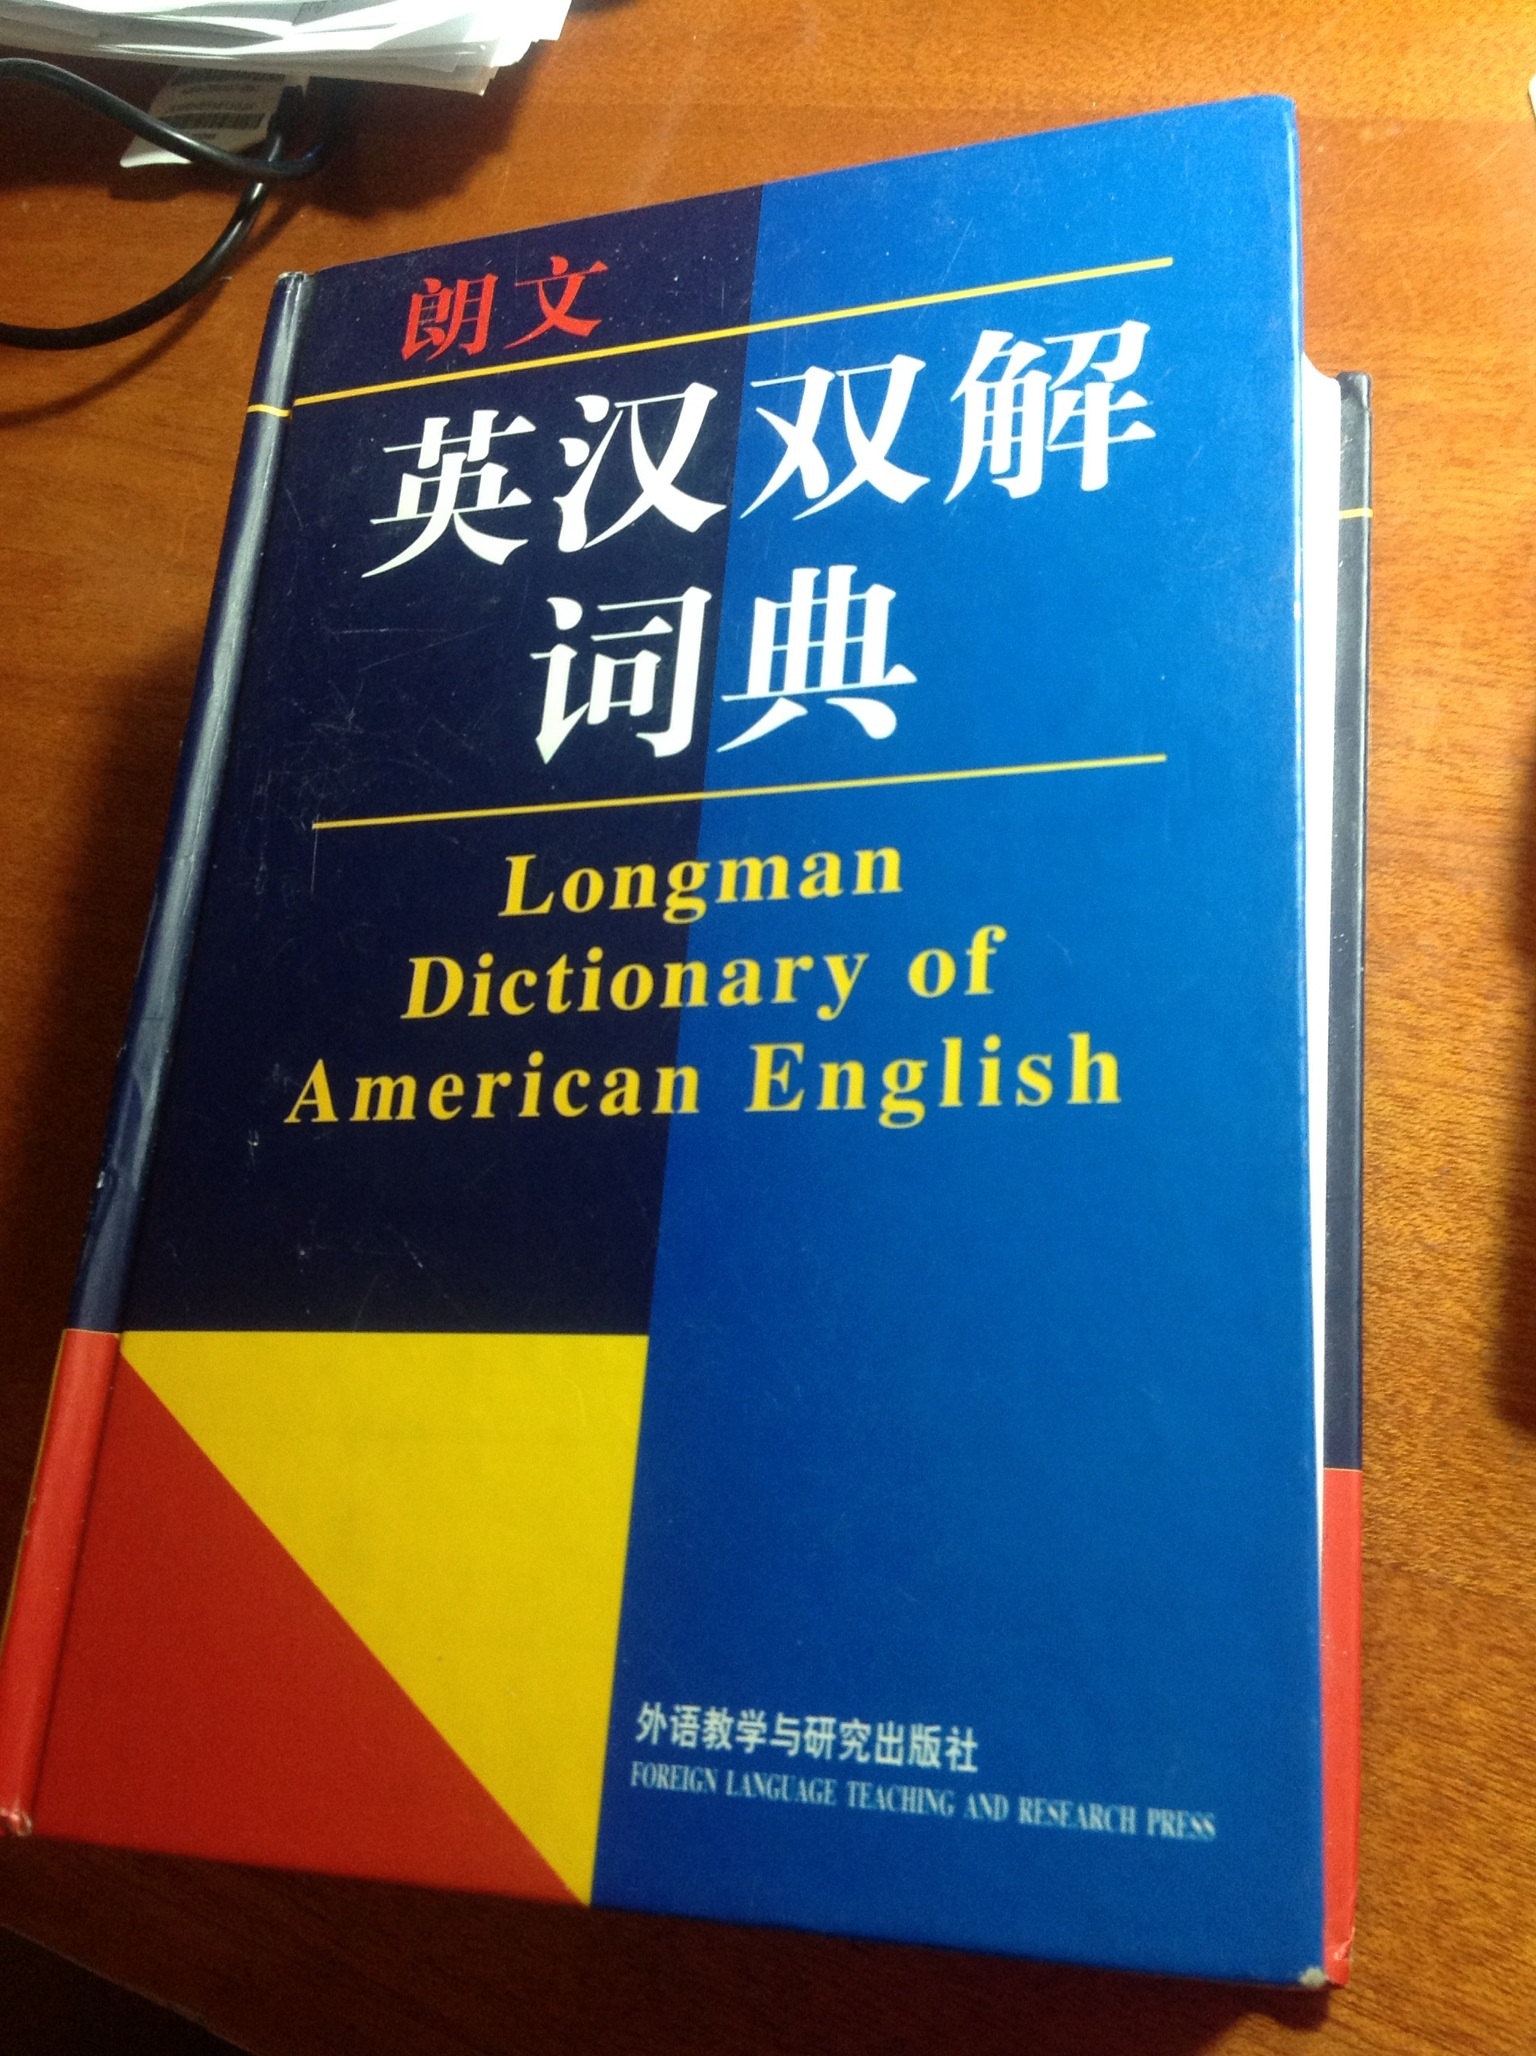 朗文
英汉双解
词典
Longman
Dictionary of
American English
外语教学与研究出版社
FOREIGN LANGUAGE TEACHING AND RESEARCH PRESS